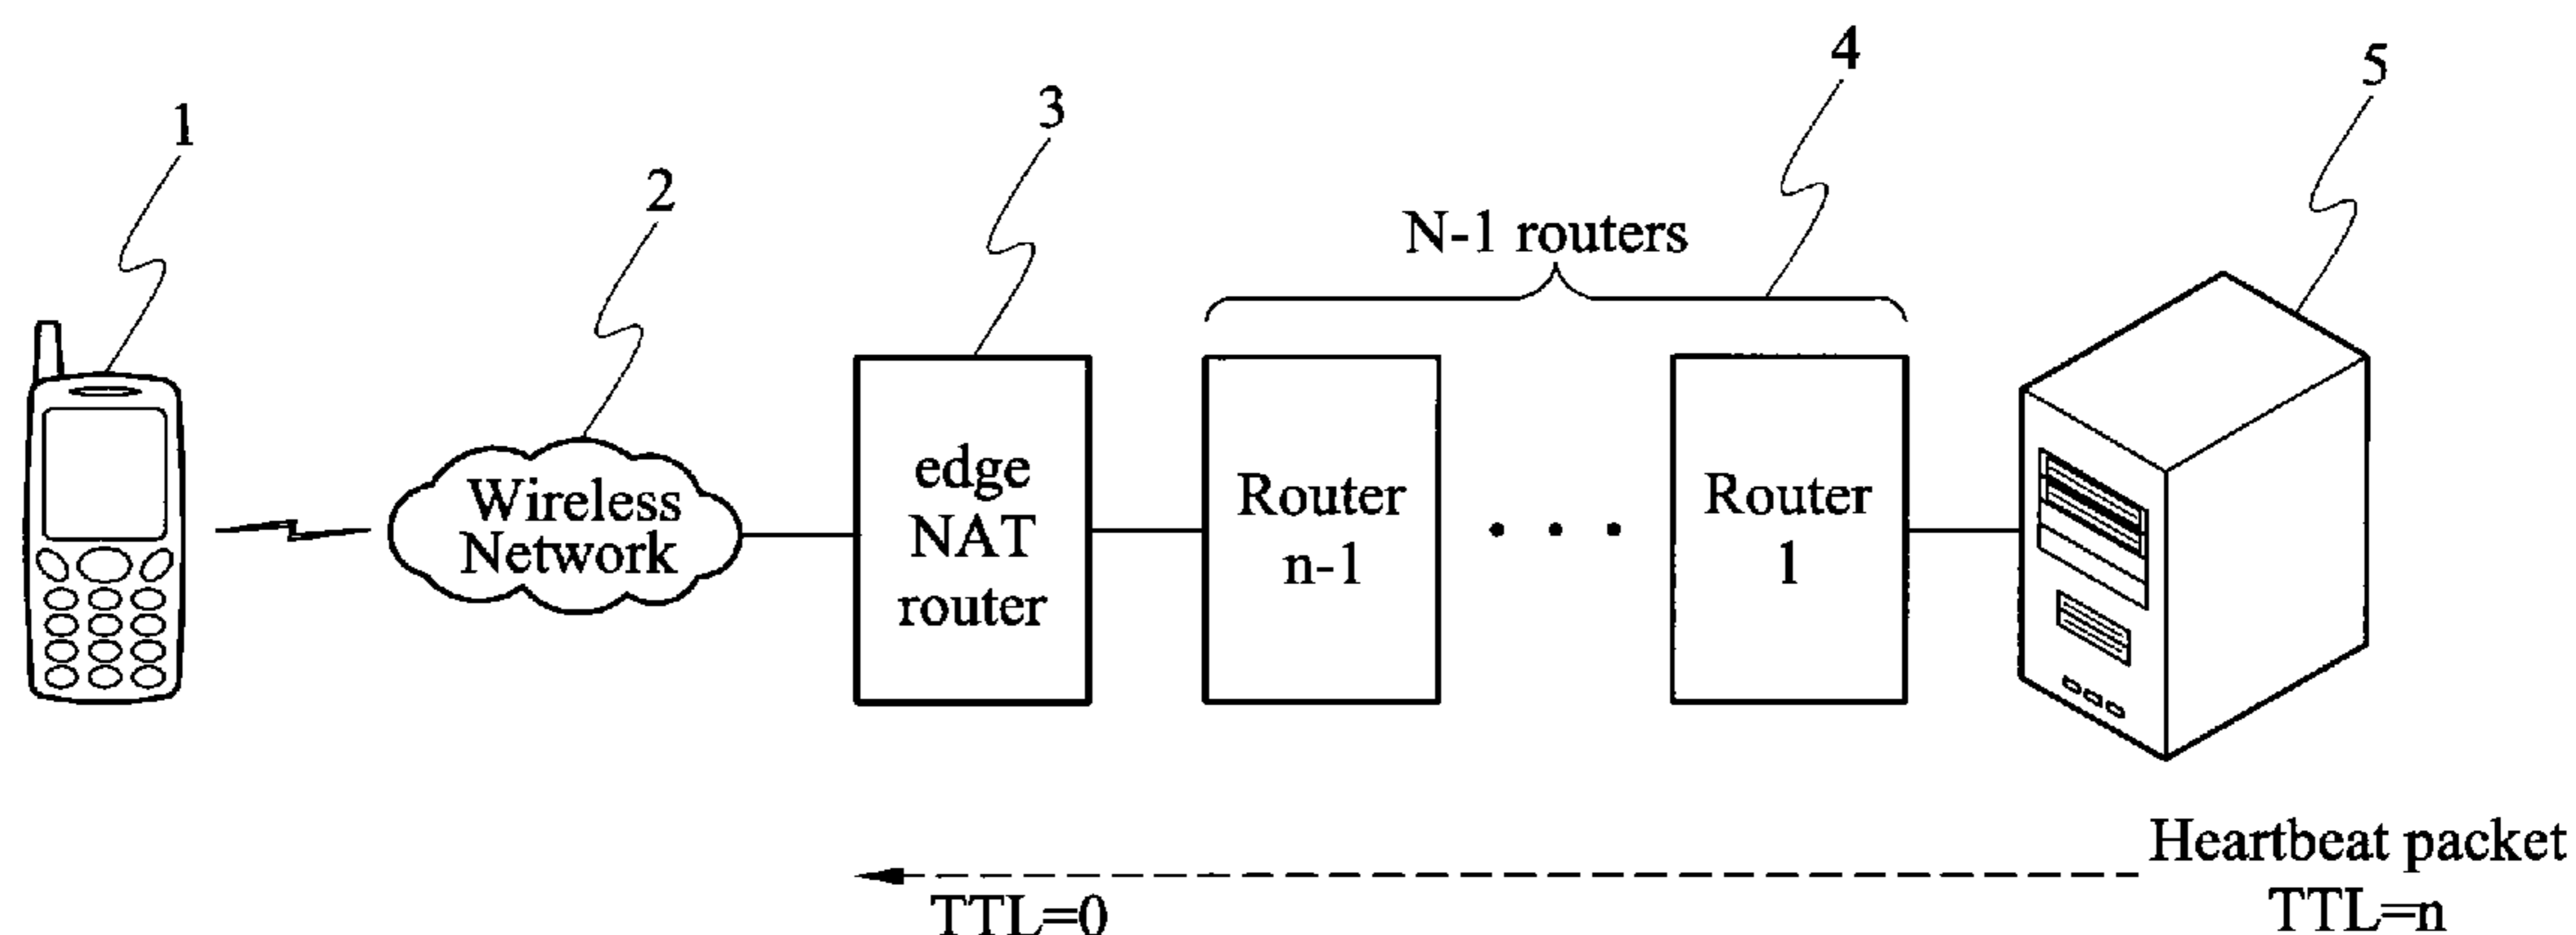 1
2
3
4
5
N-1 routers
Wireless
Network
edge
NAT
router
Router
n-1
Router
1
Heartbeat packet
TTL=n
TTL=0